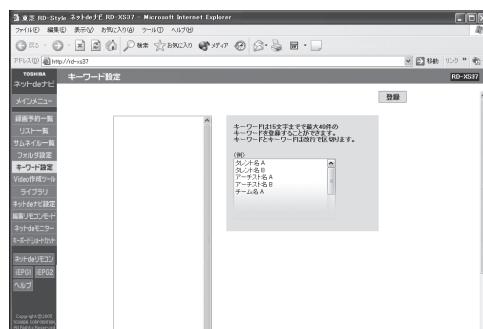 東芝 RD-Style ネットdeナビ RD-XS37 - Microsoft Internet Explorer
ファイル(F) 編集(E) 表示(V) お気に入り(A) ツール(T) ヘルプ(H)
戻る 検索 お気に入り メディア
アドレス(D) http://rd-xs37 移動 リンク
TOSHIBA
ネットdeナビ
キーワード設定
RD-XS37
登録
メインメニュー
録画予約一覧
リスト一覧
サムネイル一覧
フォルダ設定
キーワード設定
Video作成ツール
ライブラリ
ネットdeナビ設定
編集リモコンモード
ネットdeモニター
キーボードショートカット
ネットdeリモコン
iEPG1 iEPG2
ヘルプ
Copyright ©2005
TOSHIBA CORPORATION
All Rights Reserved
キーワードは15文字までで最大40件の
キーワードを登録することができます。
キーワードとキーワードは改行で区切ります。
(例)
タレント名 A
タレント名 B
アーチスト名 A
アーチスト名 B
チーム名 A